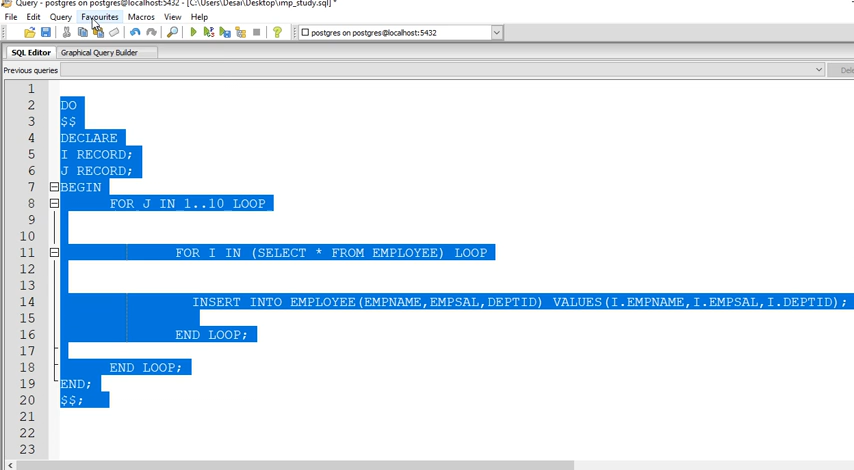 Query - postgres on postgres@localhost:5432 - [C:\Users\Desai\Desktop\imp_study.sql] *
File Edit Query Favourites Macros View Help
postgres on postgres@localhost:5432
SQL Editor Graphical Query Builder
Previous queries Dele
1
2 DO
3 $$
4 DECLARE
5 I RECORD;
6 J RECORD;
7 BEGIN
8 FOR J IN 1..10 LOOP
9
10
11 FOR I IN (SELECT * FROM EMPLOYEE) LOOP
12
13
14 INSERT INTO EMPLOYEE(EMPNAME,EMPSAL,DEPTID) VALUES(I.EMPNAME,I.EMPSAL,I.DEPTID);
15
16 END LOOP;
17
18 END LOOP;
19 END;
20 $$;
21
22
23